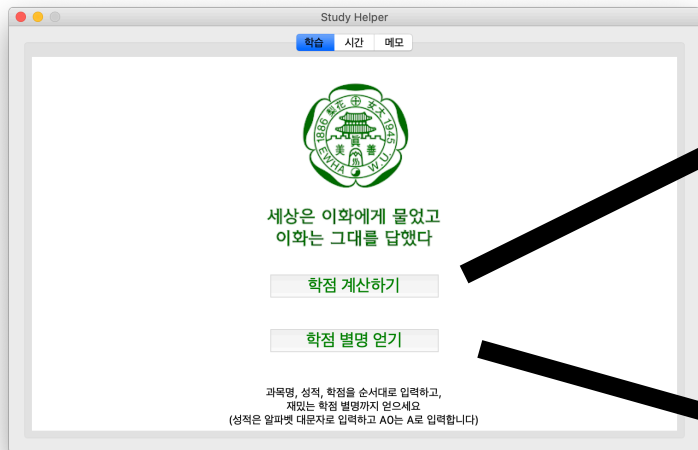 Study Helper
학습 시간 메모
1886 梨花 女大 1945
眞
美 善
EWHA W.U.
세상은 이화에게 물었고
이화는 그대를 답했다
학점 계산하기
학점 별명 얻기
과목명, 성적, 학점을 순서대로 입력하고,
재밌는 학점 별명까지 얻으세요
(성적은 알파벳 대문자로 입력하고 A0는 A로 입력합니다)